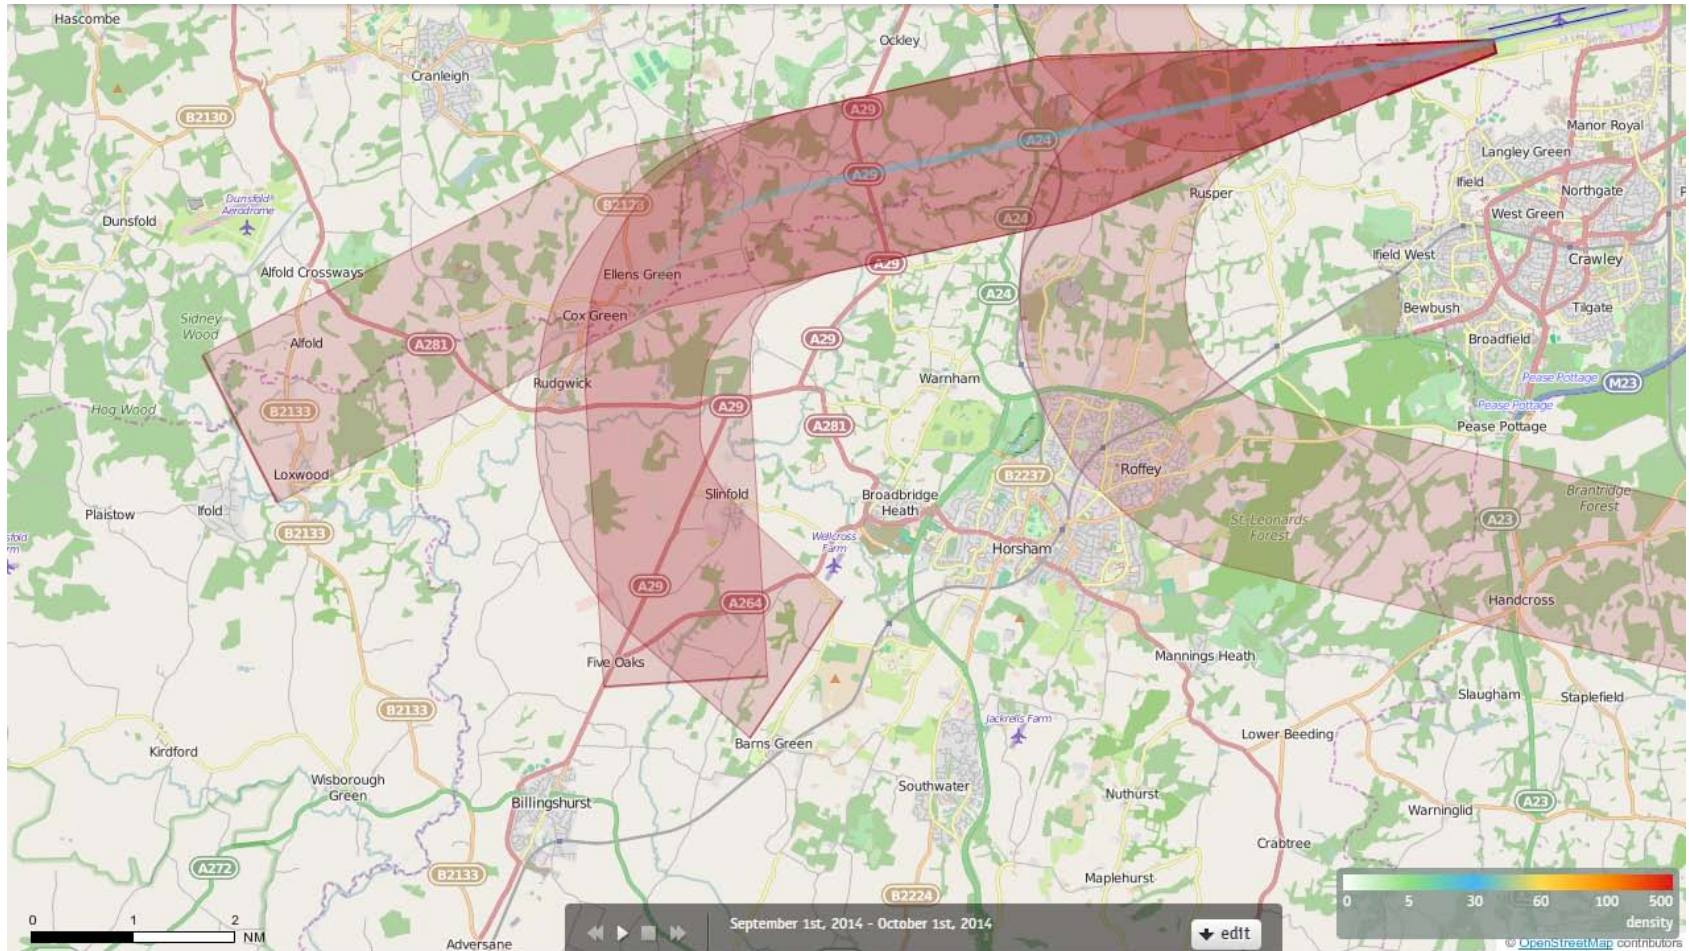 Hascombe
Ockley
Cranleigh
B2130
A29
Manor Royal
A24
Langley Green
A29
Ifield
Northgate
Rusper
Dunsfold
Aerodrome
B2128
West Green
Dunsfold
A24
Ifield West
Crawley
A29
Alfold Crossways
Ellens Green
A24
Bewbush
Tilgate
Sidney
Wood
Cox Green
Alfold
A281
A29
Broadfield
Warnham
Rudgwick
Pease Pottage
M23
Hog Wood
B2133
A29
Pease Pottage
A281
Pease Pottage
Loxwood
B2237
Roffey
Slinfold
Broadbridge
Heath
Brantridge
Forest
Plaistow
Ifold
St. Leonards
Forest
A23
B2133
Wellcross
Farm
Horsham
A29
A264
Handcross
Five Oaks
Mannings Heath
Slaugham
Staplefield
B2133
Jackrells Farm
Barns Green
Lower Beeding
Kirdford
Wisborough
Green
Southwater
Nuthurst
Billingshurst
Warninglid
A23
Crabtree
A272
B2133
Maplehurst
B2224
0 5 30 60 100 500
density
0 1 2
NM
September 1st, 2014 - October 1st, 2014
edit
Adversane
© OpenStreetMap contributors